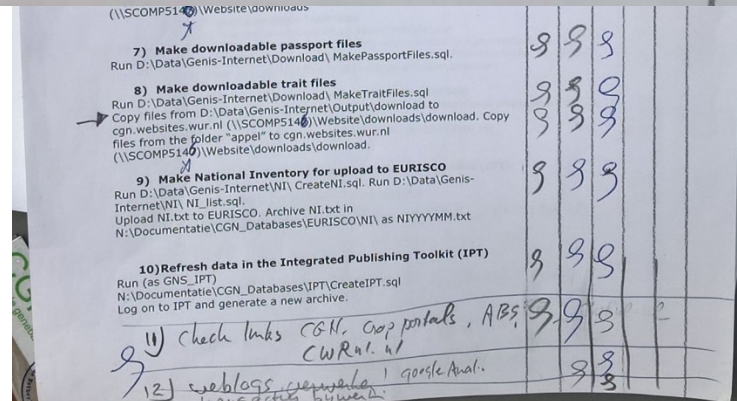 (\\SCOMP5146)\Website\downloads
7) Make downloadable passport files
Run D:\Data\Genis-Internet\Download\ MakePassportFiles.sql.
8) Make downloadable trait files
Run D:\Data\Genis-Internet\Download\ MakeTraitFiles.sql
Copy files from D:\Data\Genis-Internet\Output\download to
cgn.websites.wur.nl (\\SCOMP5146)\Website\downloads\download. Copy
files from the folder "appel" to cgn.websites.wur.nl
(\\SCOMP5146)\Website\downloads\download.
9) Make National Inventory for upload to EURISCO
Run D:\Data\Genis-Internet\NI\ CreateNI.sql. Run D:\Data\Genis-
Internet\NI\ NI_list.sql.
Upload NI.txt to EURISCO. Archive NI.txt in
N:\Documentatie\CGN_Databases\EURISCO\NI\ as NIYYYYMM.txt
10)Refresh data in the Integrated Publishing Toolkit (IPT)
Run (as GNS_IPT)
N:\Documentatie\CGN_Databases\IPT\CreateIPT.sql
Log on to IPT and generate a new archive.
11) Check links CGN, Crop portals, ABS,
CWRnl.nl
12) weblogs google Anal.